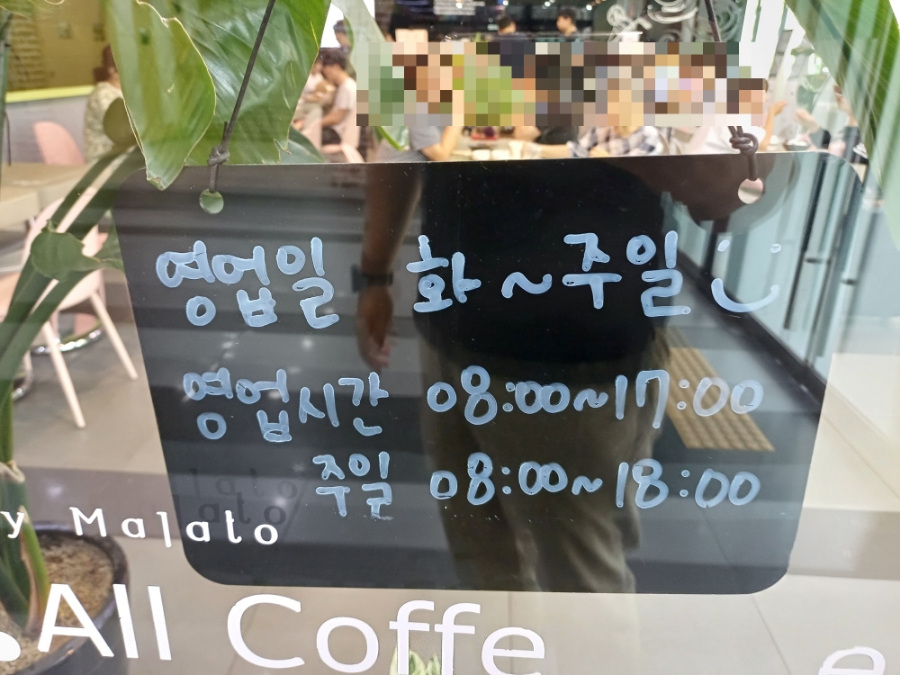 영업일 화~주일
영업시간 08:00~17:00
주일 08:00~18:00
y Malalo
All Coffe e